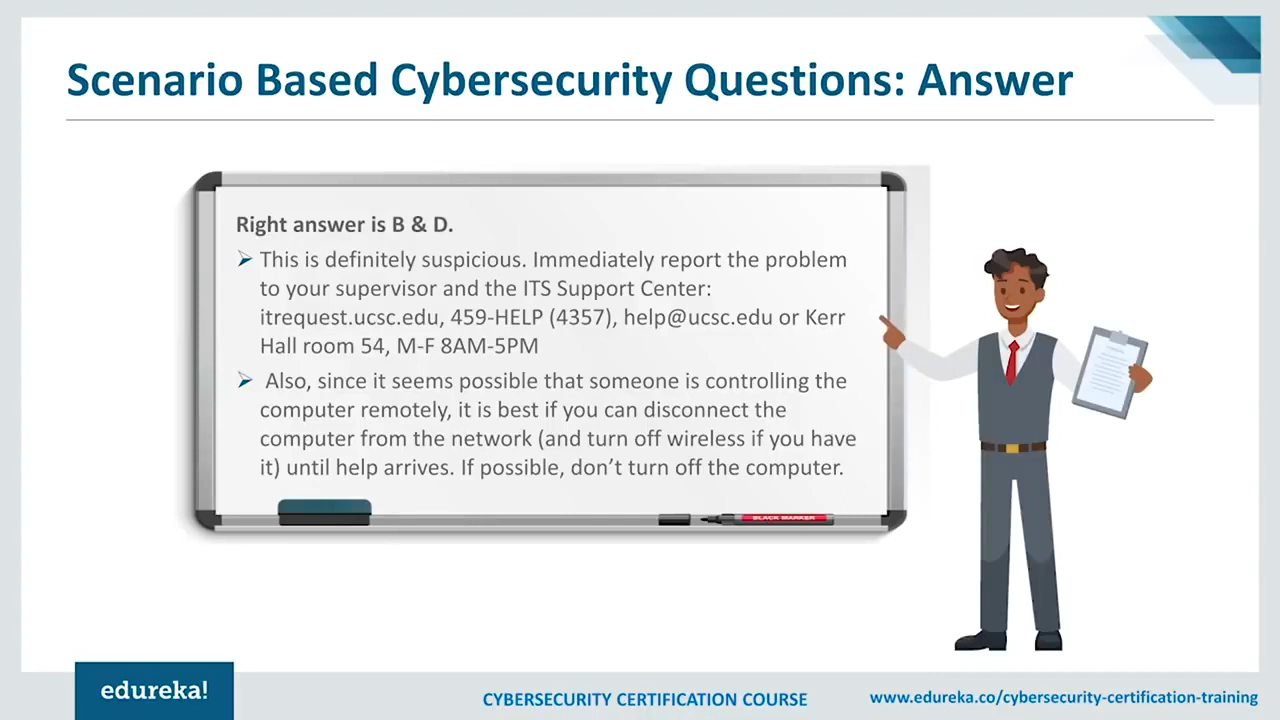 Scenario Based Cybersecurity Questions: Answer
Right answer is B & D.
This is definitely suspicious. Immediately report the problem
to your supervisor and the ITS Support Center:
itrequest.ucsc.edu, 459-HELP (4357), help@ucsc.edu or Kerr
Hall room 54, M-F 8AM-5PM
Also, since it seems possible that someone is controlling the
computer remotely, it is best if you can disconnect the
computer from the network (and turn off wireless if you have
it) until help arrives. If possible, don’t turn off the computer.
BLACK MARKER
edureka!
CYBERSECURITY CERTIFICATION COURSE
www.edureka.co/cybersecurity-certification-training